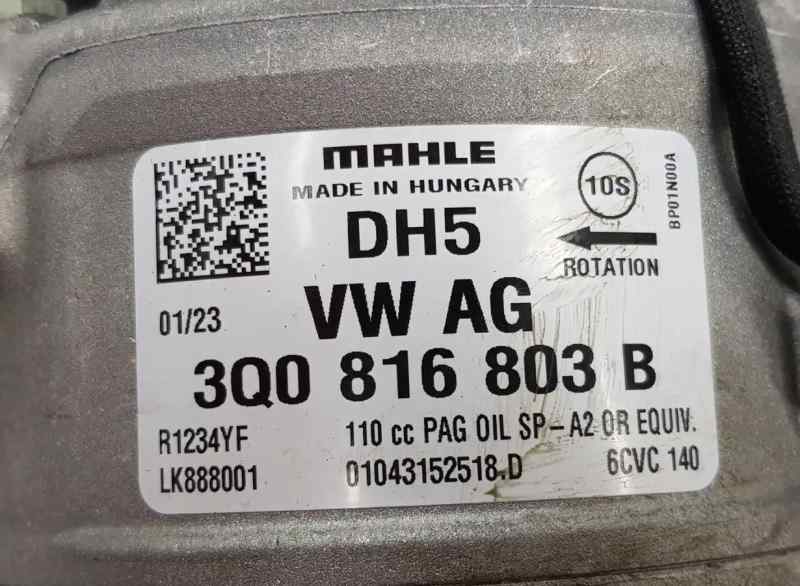 MAHLE
MADE IN HUNGARY
10S
BP01N00A
DH5
ROTATION
01/23
VW AG
3Q0 816 803 B
R1234YF
110 cc PAG OIL SP-A2 OR EQUIV.
LK888001
01043152518.D
6CVC 140